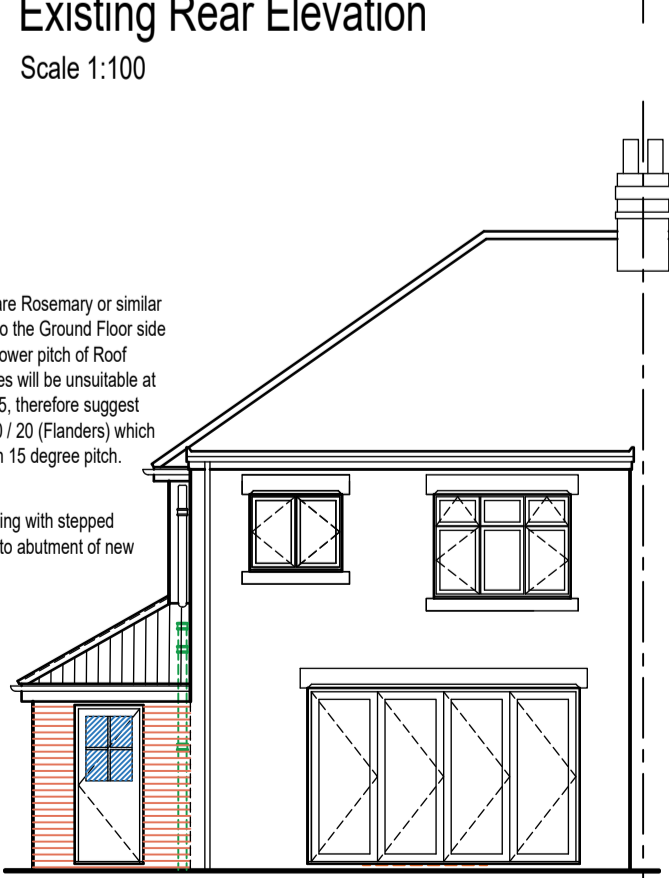 Existing Rear Elevation
Scale 1:100
are Rosemary or similar
to the Ground Floor side
ower pitch of Roof
es will be unsuitable at
5, therefore suggest
0 / 20 (Flanders) which
n 15 degree pitch.
ing with stepped
to abutment of new